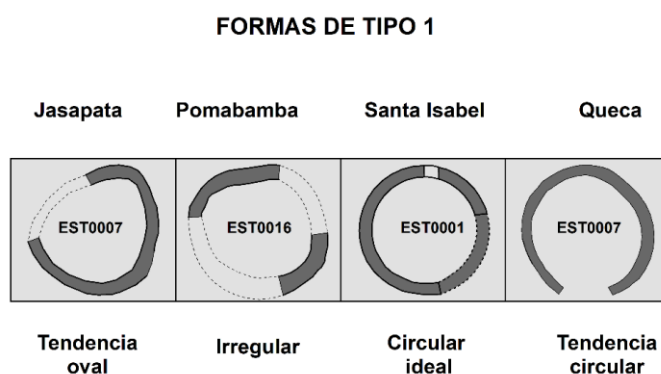 FORMAS DE TIPO 1
Jasapata Pomabamba Santa Isabel Queca
EST0007 EST0016 EST0001 EST0007
Tendencia oval
Irregular
Circular ideal
Tendencia circular